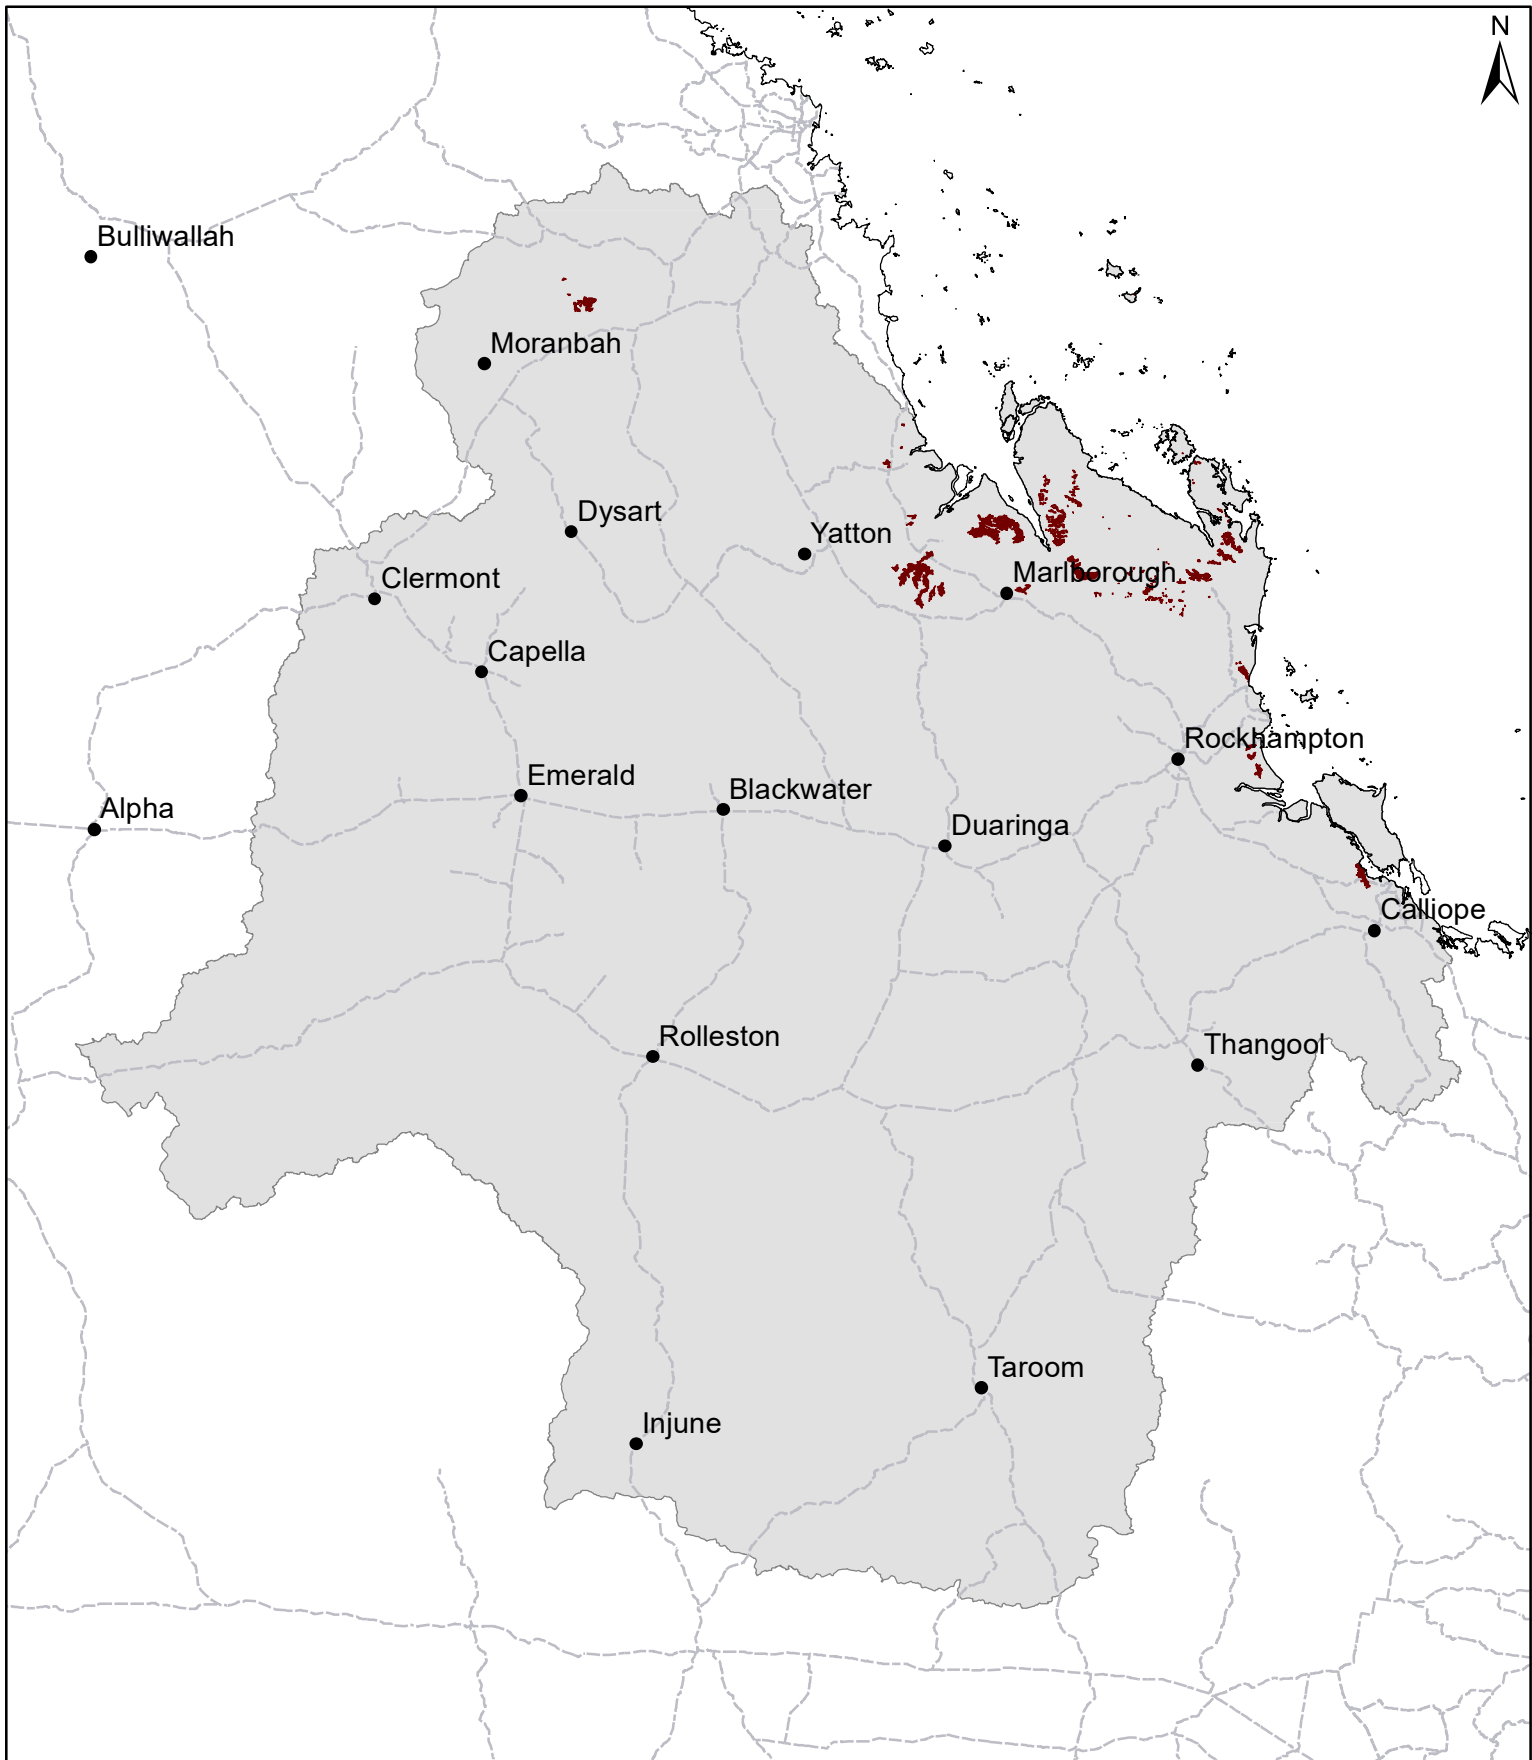 N
Bulliwallah
Moranbah
Dysart
Yatton
Clermont
Marlborough
Capella
Rockhampton
Emerald
Blackwater
Alpha
Duaringa
Calliope
Rolleston
Thangool
Taroom
Injune